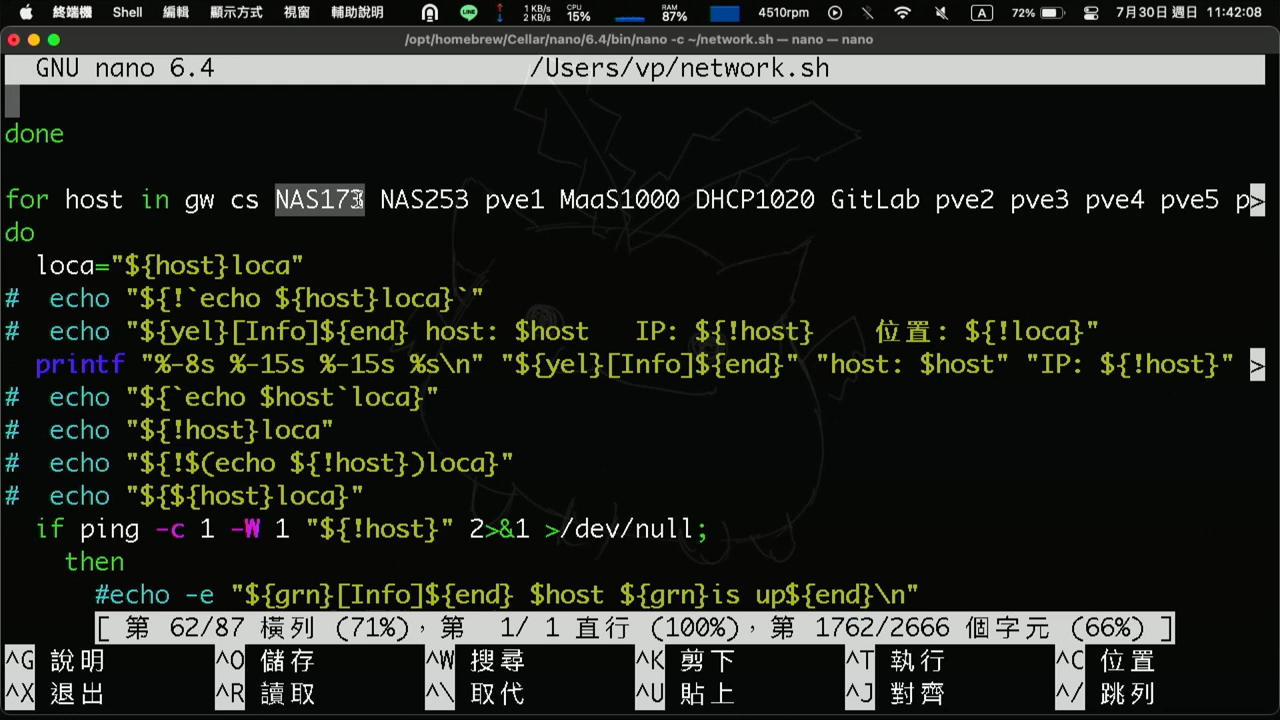 終端機 Shell 編輯 顯示方式 視窗 輔助說明 1 KB/s 2 KB/s CPU 15% RAM 87% 4510rpm A 72% 7月30日 週日 11:42:08
/opt/homebrew/Cellar/nano/6.4/bin/nano -c ~/network.sh — nano — nano
GNU nano 6.4 /Users/vp/network.sh
done
for host in gw cs NAS173 NAS253 pve1 MaaS1000 DHCP1020 GitLab pve2 pve3 pve4 pve5 p>
do
loca="${host}loca"
# echo "${!`echo ${host}loca}`"
# echo "${yel}[Info]${end} host: $host IP: ${!host} 位置: ${!loca}"
printf "%-8s %-15s %-15s %s\n" "${yel}[Info]${end}" "host: $host" "IP: ${!host}" >
# echo "${`echo $host`loca}"
# echo "${!host}loca"
# echo "${!$(echo ${!host})loca}"
# echo "${${host}loca}"
if ping -c 1 -W 1 "${!host}" 2>&1 >/dev/null;
then
#echo -e "${grn}[Info]${end} $host ${grn}is up${end}\n"
[ 第 62/87 橫列 (71%)，第 1/ 1 直行 (100%)，第 1762/2666 個字元 (66%) ]
^G 說明 ^O 儲存 ^W 搜尋 ^K 剪下 ^T 執行 ^C 位置
^X 退出 ^R 讀取 ^\ 取代 ^U 貼上 ^J 對齊 ^/ 跳列